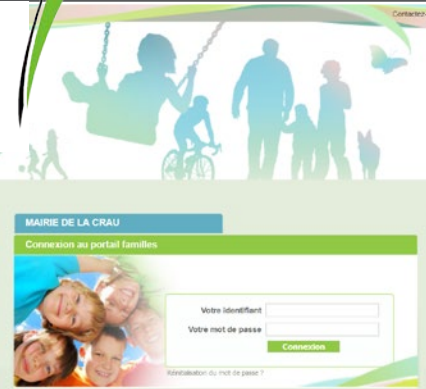 Contactez-
MAIRIE DE LA CRAU
Connexion au portail familles
Votre Identifiant
Votre mot de passe
Connexion
Réinitialisation du mot de passe ?